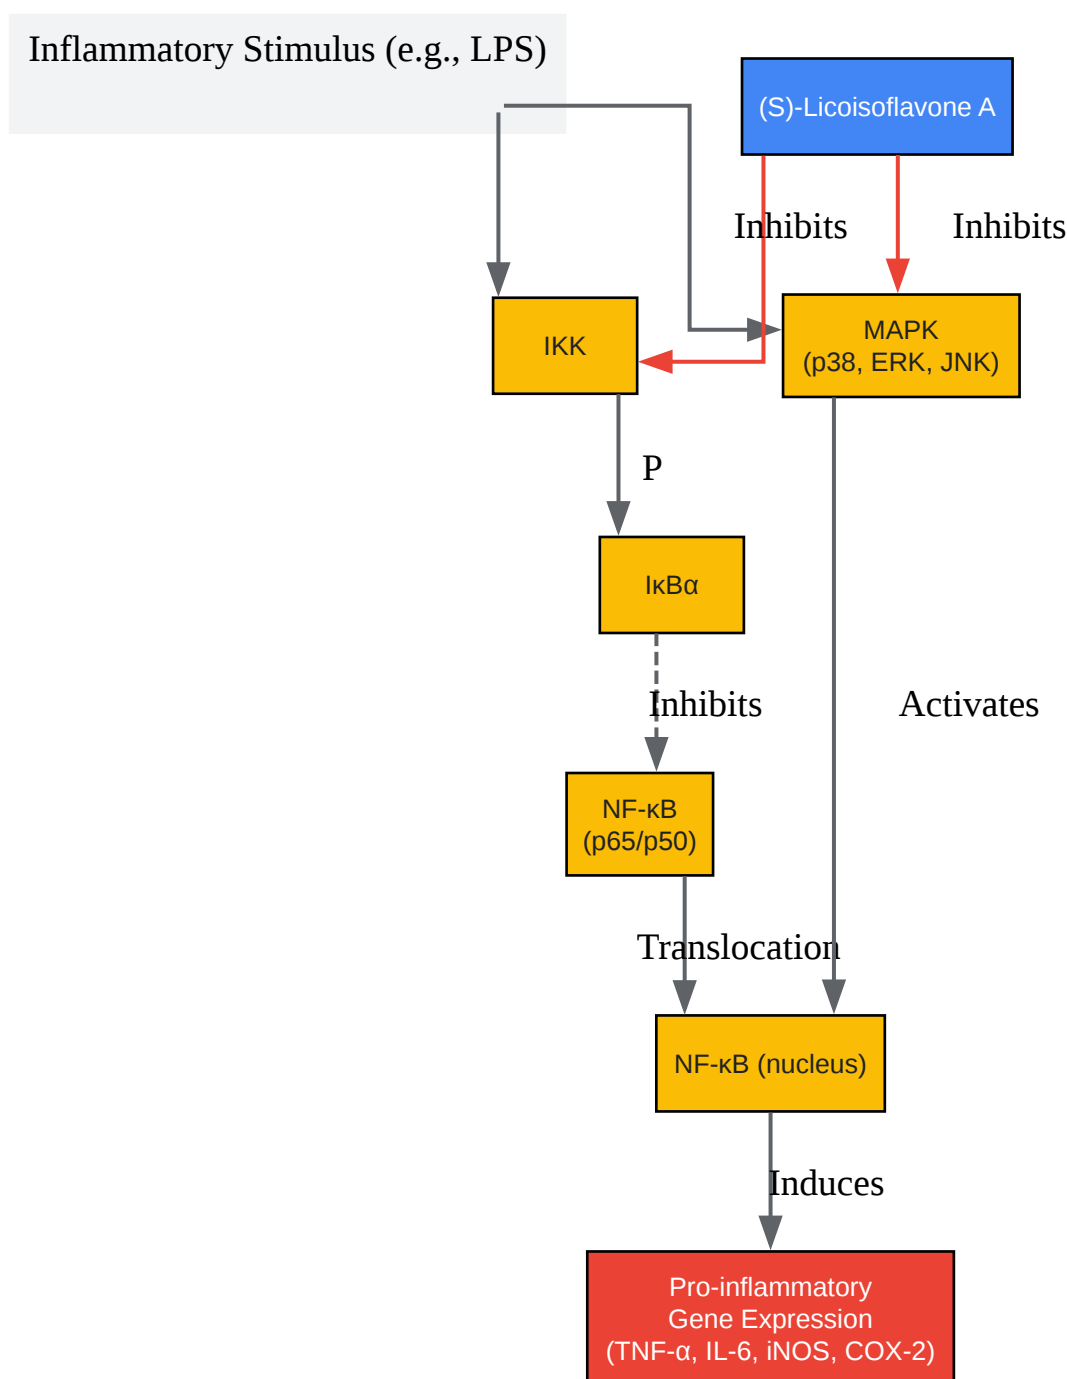 Inflammatory Stimulus (e.g., LPS)
(S)-Licoisoflavone A
Inhibits
Inhibits
IKK
MAPK
(p38, ERK, JNK)
P
IκBα
Inhibits
Activates
NF-κB
(p65/p50)
Translocation
NF-κB (nucleus)
Induces
Pro-inflammatory
Gene Expression
(TNF-α, IL-6, iNOS, COX-2)